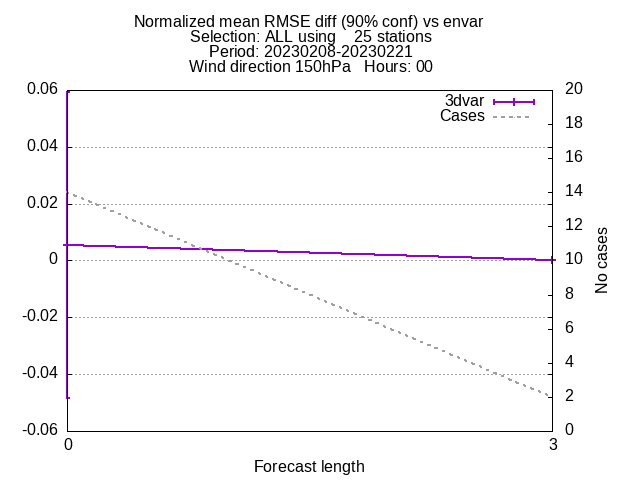 Normalized mean RMSE diff (90% conf) vs envar
Selection: ALL using    25 stations
Period: 20230208-20230221
Wind direction 150hPa   Hours: 00
3dvar
Cases
0.06
0.04
0.02
0
-0.02
-0.04
-0.06
20
18
16
14
12
10
8
6
4
2
0
No cases
0
3
Forecast length